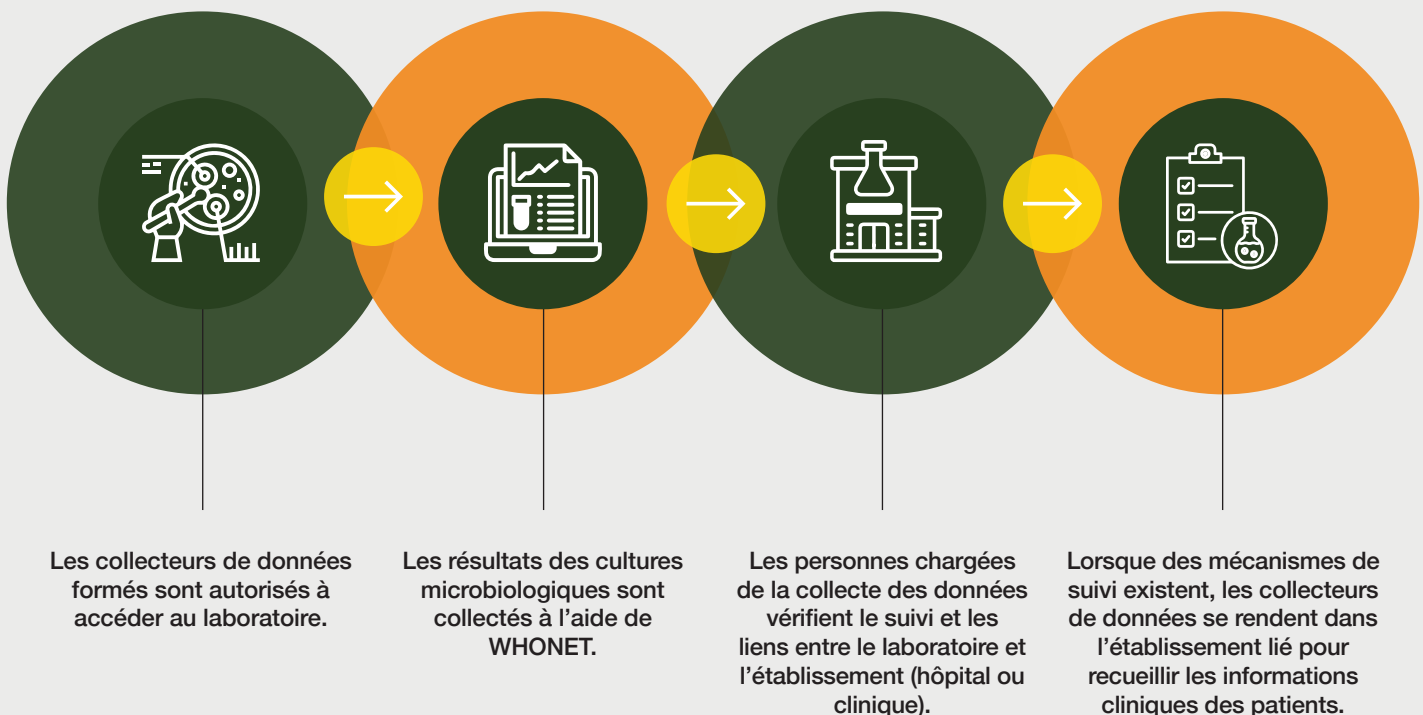 Les collecteurs de données
formés sont autorisés à
accéder au laboratoire.
Les résultats des cultures
microbiologiques sont
collectés à l’aide de
WHONET.
Les personnes chargées
de la collecte des données
vérifient le suivi et les
liens entre le laboratoire et
l’établissement (hôpital ou
clinique).
Lorsque des mécanismes de
suivi existent, les collecteurs
de données se rendent dans
l’établissement lié pour
recueillir les informations
cliniques des patients.